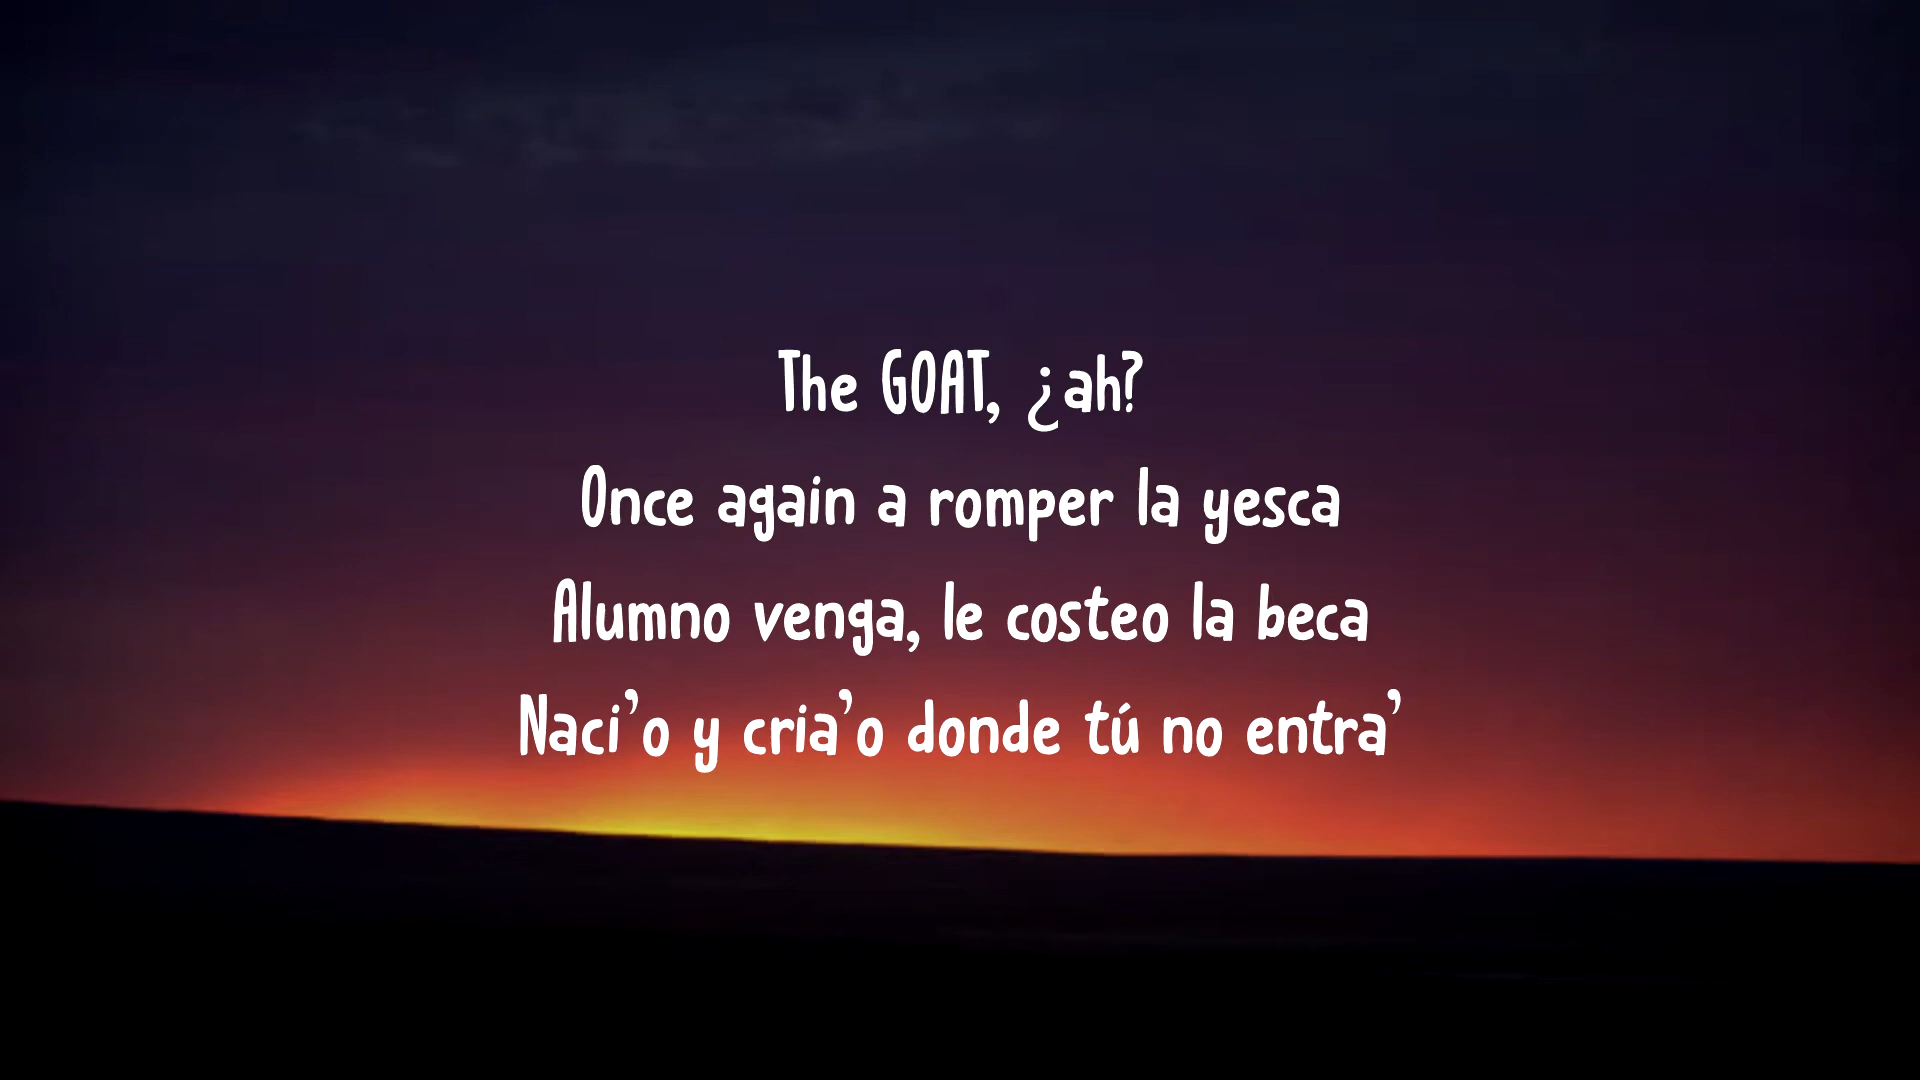 The GOAT, ¿ah?
Once again a romper la yesca
Alumno venga, le costeo la beca
Naci’o y cria’o donde tú no entra’